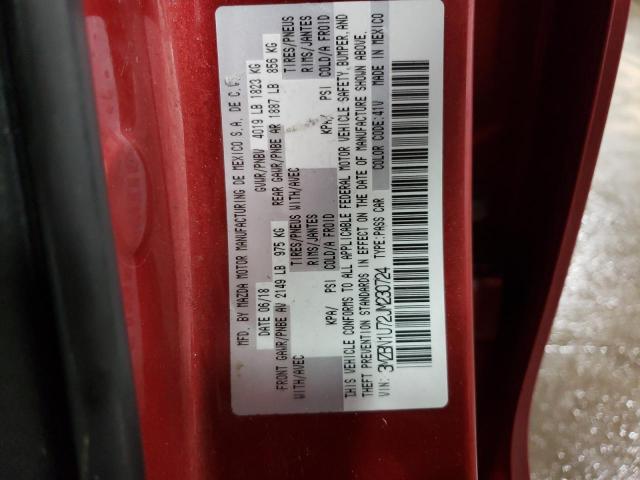 MFD. BY MAZDA MOTOR MANUFACTURING DE MEXICO S.A. DE C.V.
DATE 06/18 GVWR/PNBV 4019 LB 1823 KG
FRONT GAWR/PNBE AV 2149 LB 975 KG REAR GAWR/PNBE AR 1887 LB 856 KG
WITH/AVEC TIRES/PNEUS WITH/AVEC TIRES/PNEUS
RIMS/JANTES RIMS/JANTES
KPA/ PSI COLD/A FROID KPA/ PSI COLD/A FROID
THIS VEHICLE CONFORMS TO ALL APPLICABLE FEDERAL MOTOR VEHICLE SAFETY, BUMPER, AND
THEFT PREVENTION STANDARDS IN EFFECT ON THE DATE OF MANUFACTURE SHOWN ABOVE.
VIN: 3MZBN1U72JM230724 TYPE:PASS CAR COLOR CODE:41V MADE IN MEXICO